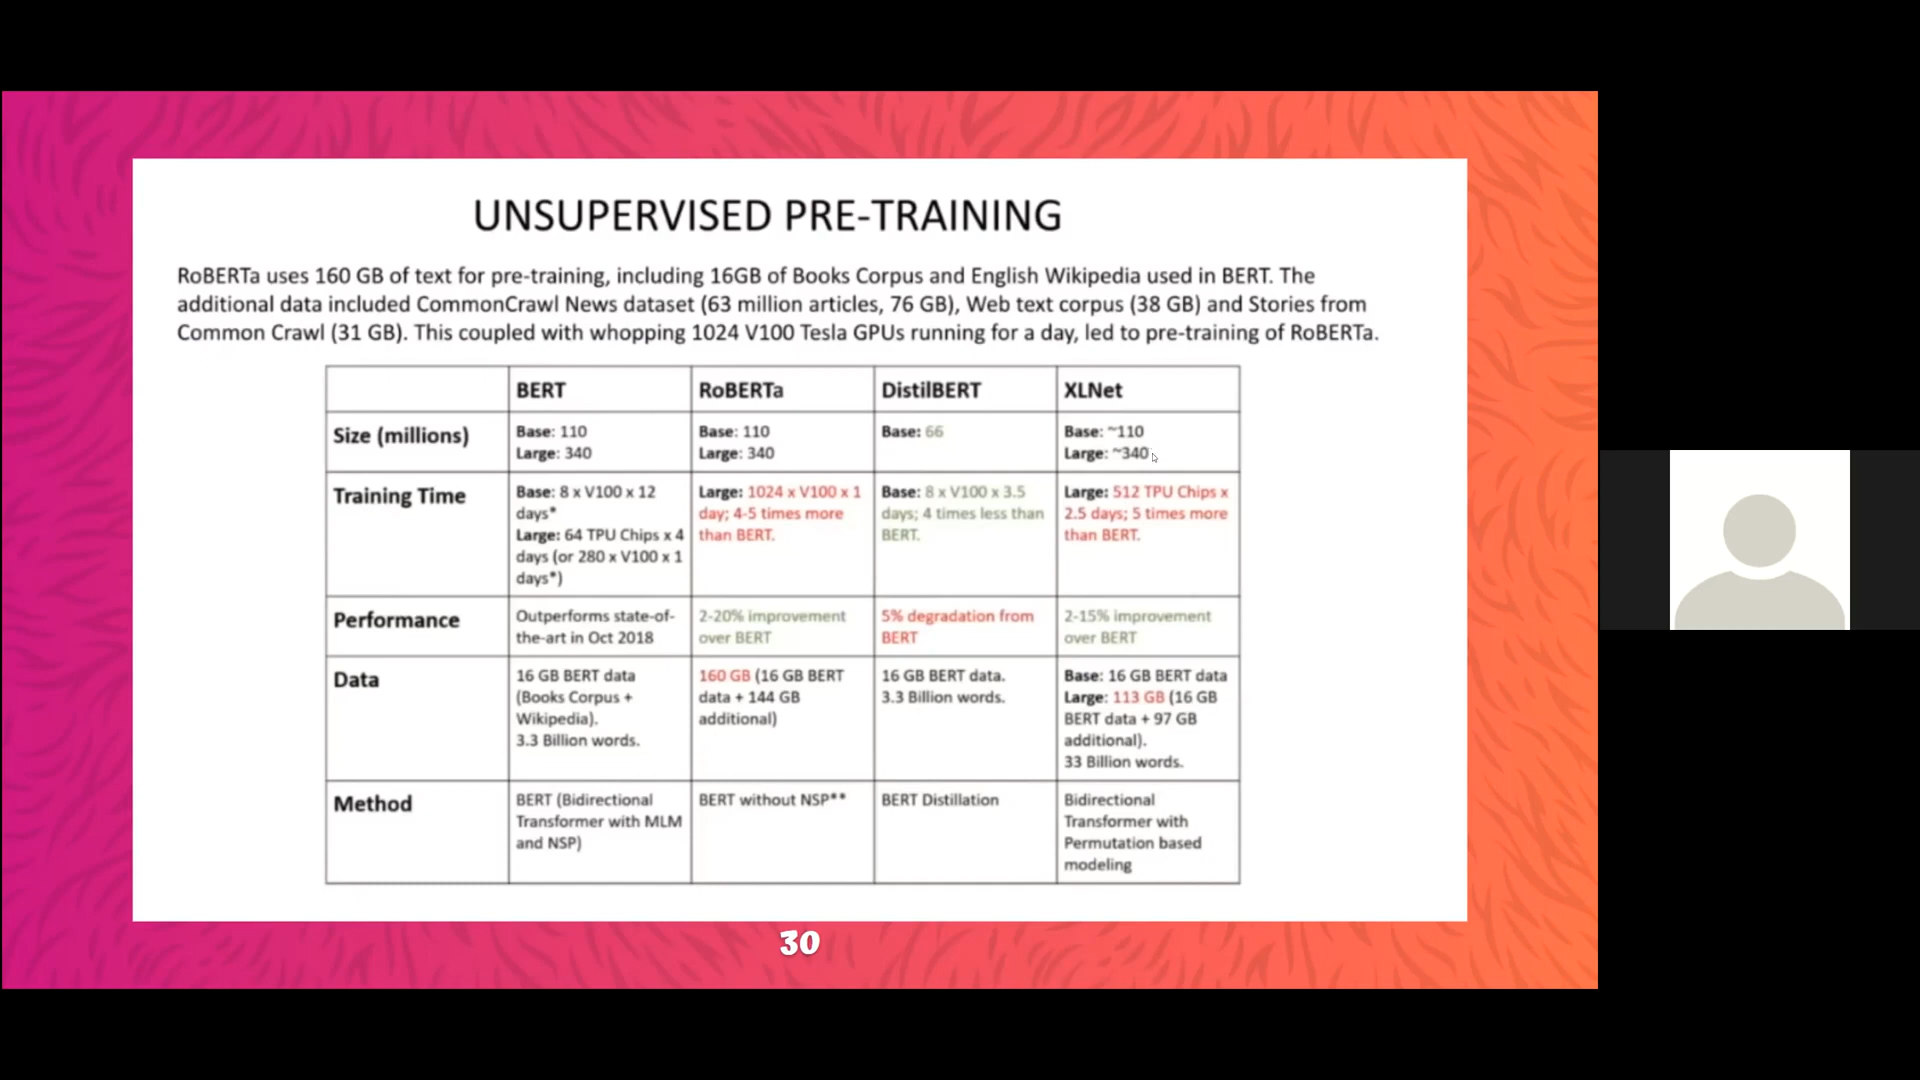 UNSUPERVISED PRE-TRAINING
RoBERTa uses 160 GB of text for pre-training, including 16GB of Books Corpus and English Wikipedia used in BERT. The
additional data included CommonCrawl News dataset (63 million articles, 76 GB), Web text corpus (38 GB) and Stories from
Common Crawl (31 GB). This coupled with whopping 1024 V100 Tesla GPUs running for a day, led to pre-training of RoBERTa.
BERT RoBERTa DistilBERT XLNet
Size (millions)
Base: 110
Large: 340
Base: 110
Large: 340
Base: 66
Base: ~110
Large: ~340
Training Time
Base: 8 x V100 x 12
days*
Large: 64 TPU Chips x 4
days (or 280 x V100 x 1
days*)
Large: 1024 x V100 x 1
day; 4-5 times more
than BERT.
Base: 8 x V100 x 3.5
days; 4 times less than
BERT.
Large: 512 TPU Chips x
2.5 days; 5 times more
than BERT.
Performance
Outperforms state-of-
the-art in Oct 2018
2-20% improvement
over BERT
5% degradation from
BERT
2-15% improvement
over BERT
Data
16 GB BERT data
(Books Corpus +
Wikipedia).
3.3 Billion words.
160 GB (16 GB BERT
data + 144 GB
additional)
16 GB BERT data.
3.3 Billion words.
Base: 16 GB BERT data
Large: 113 GB (16 GB
BERT data + 97 GB
additional).
33 Billion words.
Method
BERT (Bidirectional
Transformer with MLM
and NSP)
BERT without NSP**
BERT Distillation
Bidirectional
Transformer with
Permutation based
modeling
30